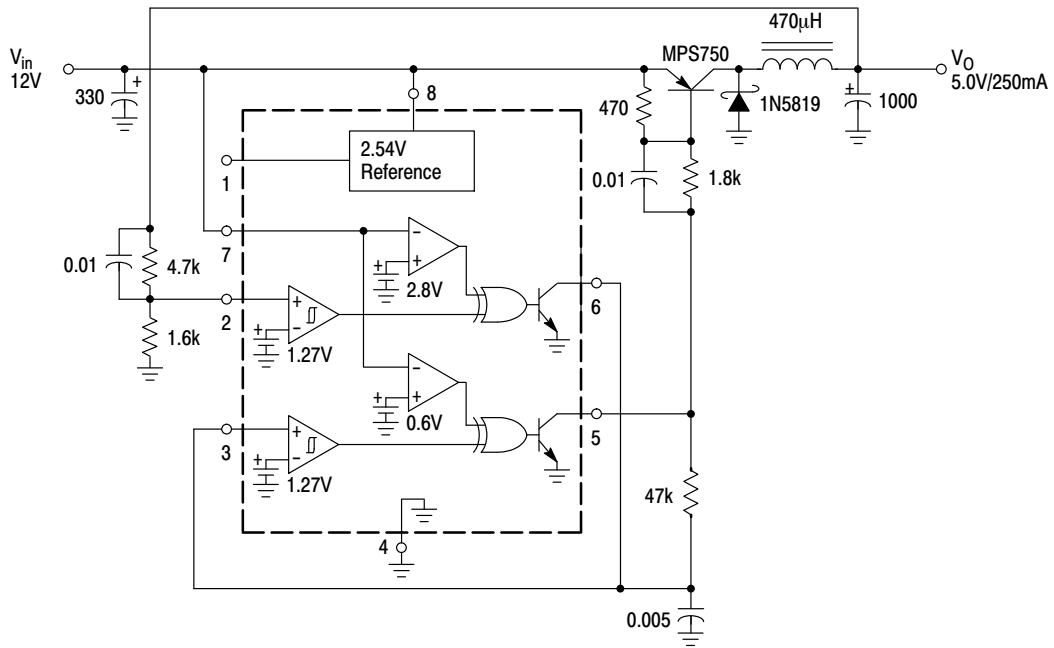 470µH
MPS750
Vin
12V
VO
5.0V/250mA
+
330
8
470
1N5819
+
1000
2.54V
Reference
1
0.01
1.8k
7
0.01
4.7k
−
+
+
2.8V
6
2
+
−
+
1.27V
1.6k
−
+
+
0.6V
5
3
+
−
+
1.27V
47k
4
0.005